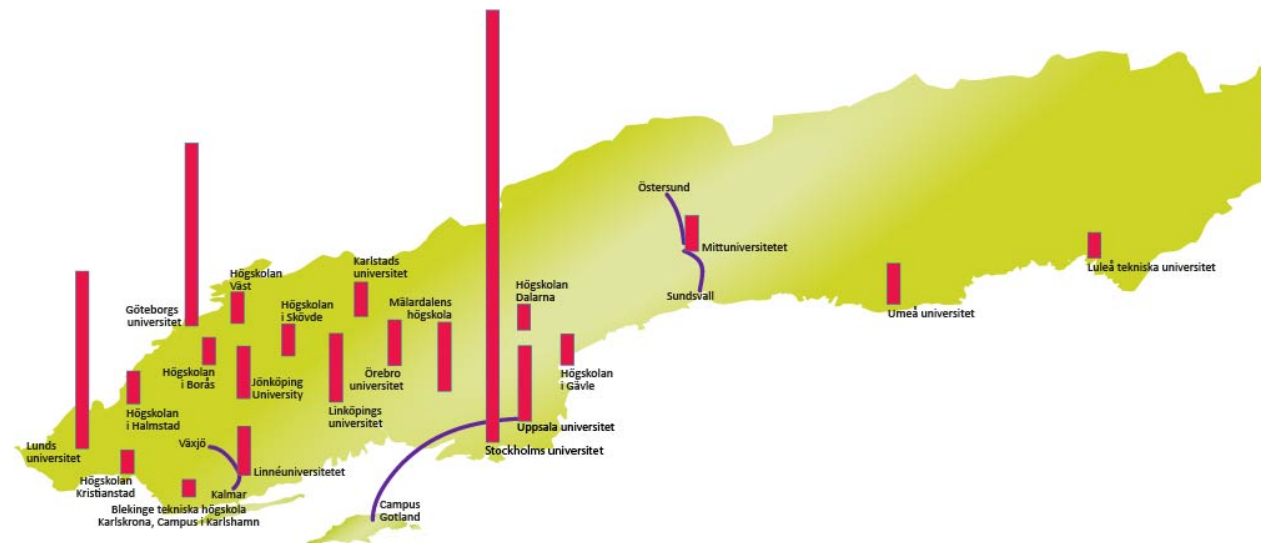 Östersund
Mittuniversitetet
Sundsvall
Luleå tekniska universitet
Umeå universitet
Karlstads
universitet
Högskolan
Väst
Göteborgs
universitet
Högskolan
i Skövde
Mälardalens
högskola
Högskolan
Dalarna
Högskolan
i Borås
Jönköping
University
Örebro
universitet
Högskolan
i Gävle
Högskolan
i Halmstad
Linköpings
universitet
Uppsala universitet
Stockholms universitet
Lunds
universitet
Växjö
Linnéuniversitetet
Kalmar
Högskolan
Kristianstad
Blekinge tekniska högskola
Karlskrona, Campus i Karlshamn
Campus
Gotland